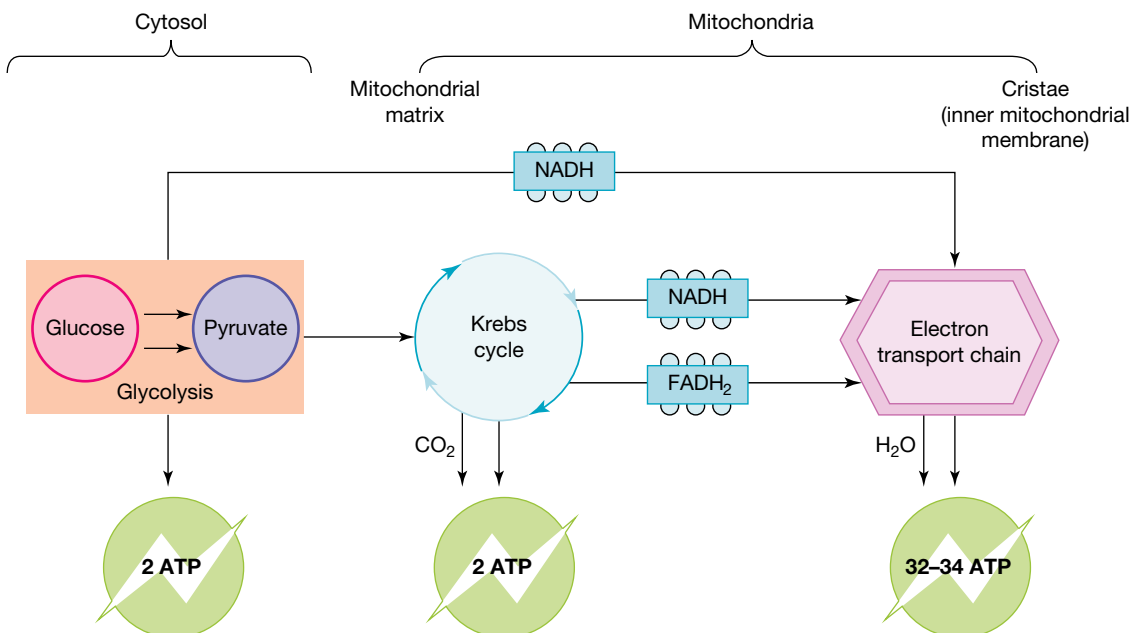 Cytosol
Mitochondria
Mitochondrial
matrix
Cristae
(inner mitochondrial
membrane)
NADH
Glucose
Pyruvate
Glycolysis
Krebs
cycle
NADH
FADH₂
Electron
transport chain
CO₂
H₂O
2 ATP
2 ATP
32–34 ATP